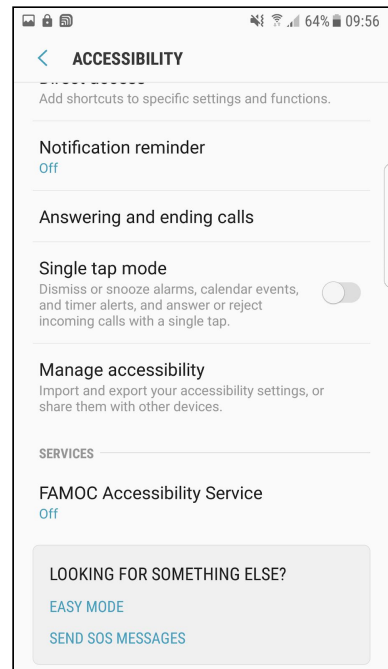 64% 09:56
ACCESSIBILITY
Add shortcuts to specific settings and functions.
Notification reminder
Off
Answering and ending calls
Single tap mode
Dismiss or snooze alarms, calendar events,
and timer alerts, and answer or reject
incoming calls with a single tap.
Manage accessibility
Import and export your accessibility settings, or
share them with other devices.
SERVICES
FAMOC Accessibility Service
Off
LOOKING FOR SOMETHING ELSE?
EASY MODE
SEND SOS MESSAGES